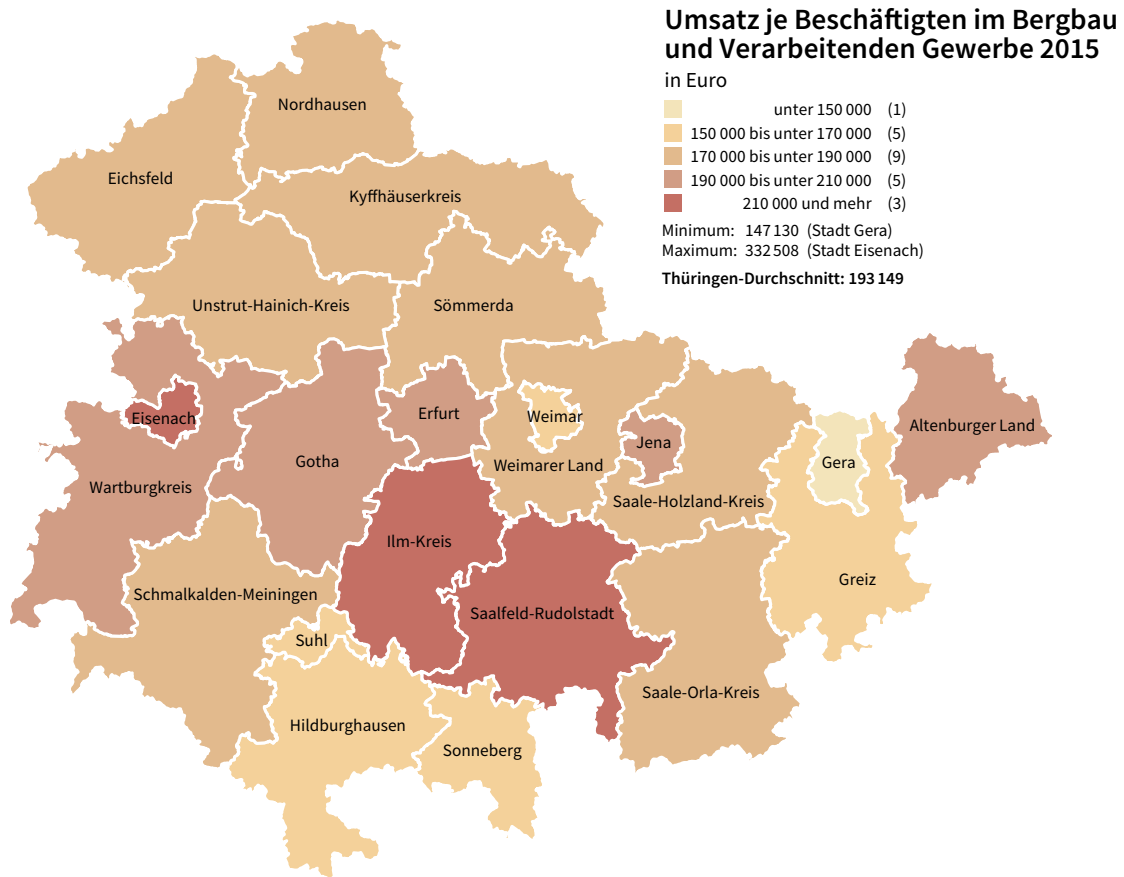 Umsatz je Beschäftigten im Bergbau
und Verarbeitenden Gewerbe 2015
in Euro
unter 150 000 (1)
150 000 bis unter 170 000 (5)
170 000 bis unter 190 000 (9)
190 000 bis unter 210 000 (5)
210 000 und mehr (3)
Minimum: 147 130 (Stadt Gera)
Maximum: 332 508 (Stadt Eisenach)
Thüringen-Durchschnitt: 193 149
Nordhausen
Eichsfeld
Kyffhäuserkreis
Unstrut-Hainich-Kreis
Sömmerda
Eisenach
Erfurt
Weimar
Altenburger Land
Jena
Gotha
Weimarer Land
Gera
Wartburgkreis
Saale-Holzland-Kreis
Ilm-Kreis
Greiz
Schmalkalden-Meiningen
Saalfeld-Rudolstadt
Suhl
Saale-Orla-Kreis
Hildburghausen
Sonneberg